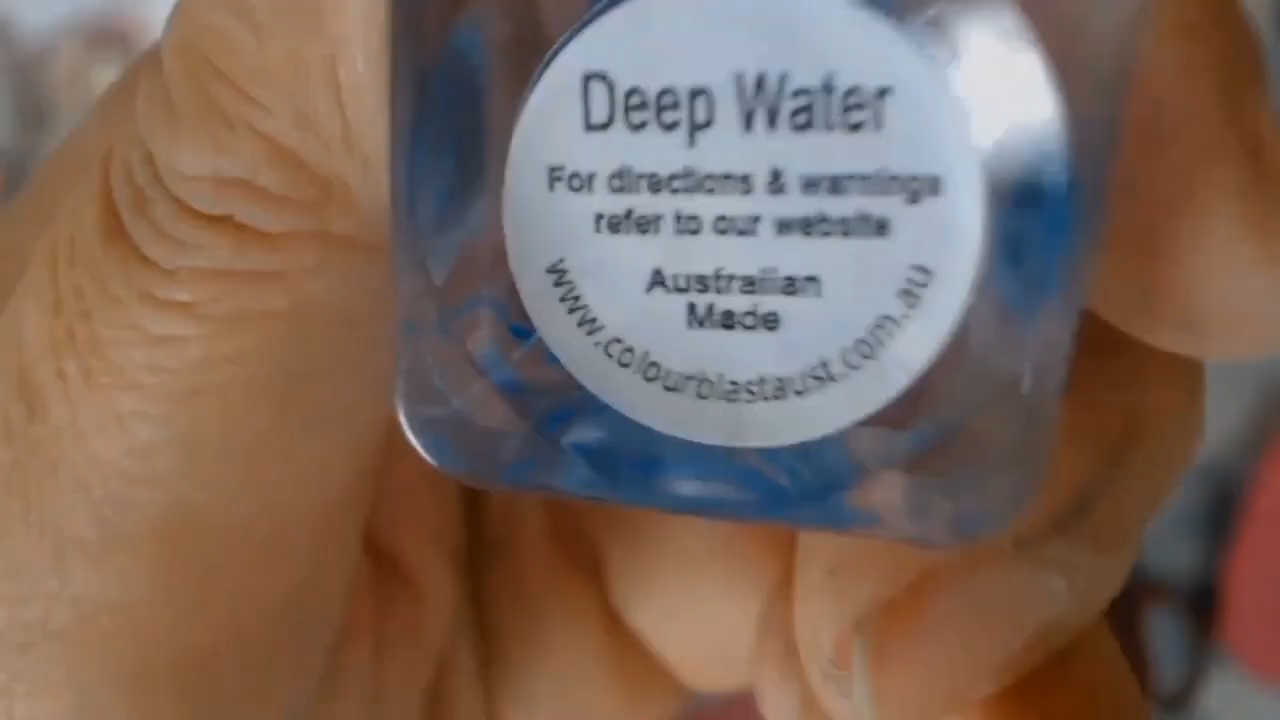 Deep Water
For directions & warnings
refer to our website
Australian
Made
www.colourblastaust.com.au